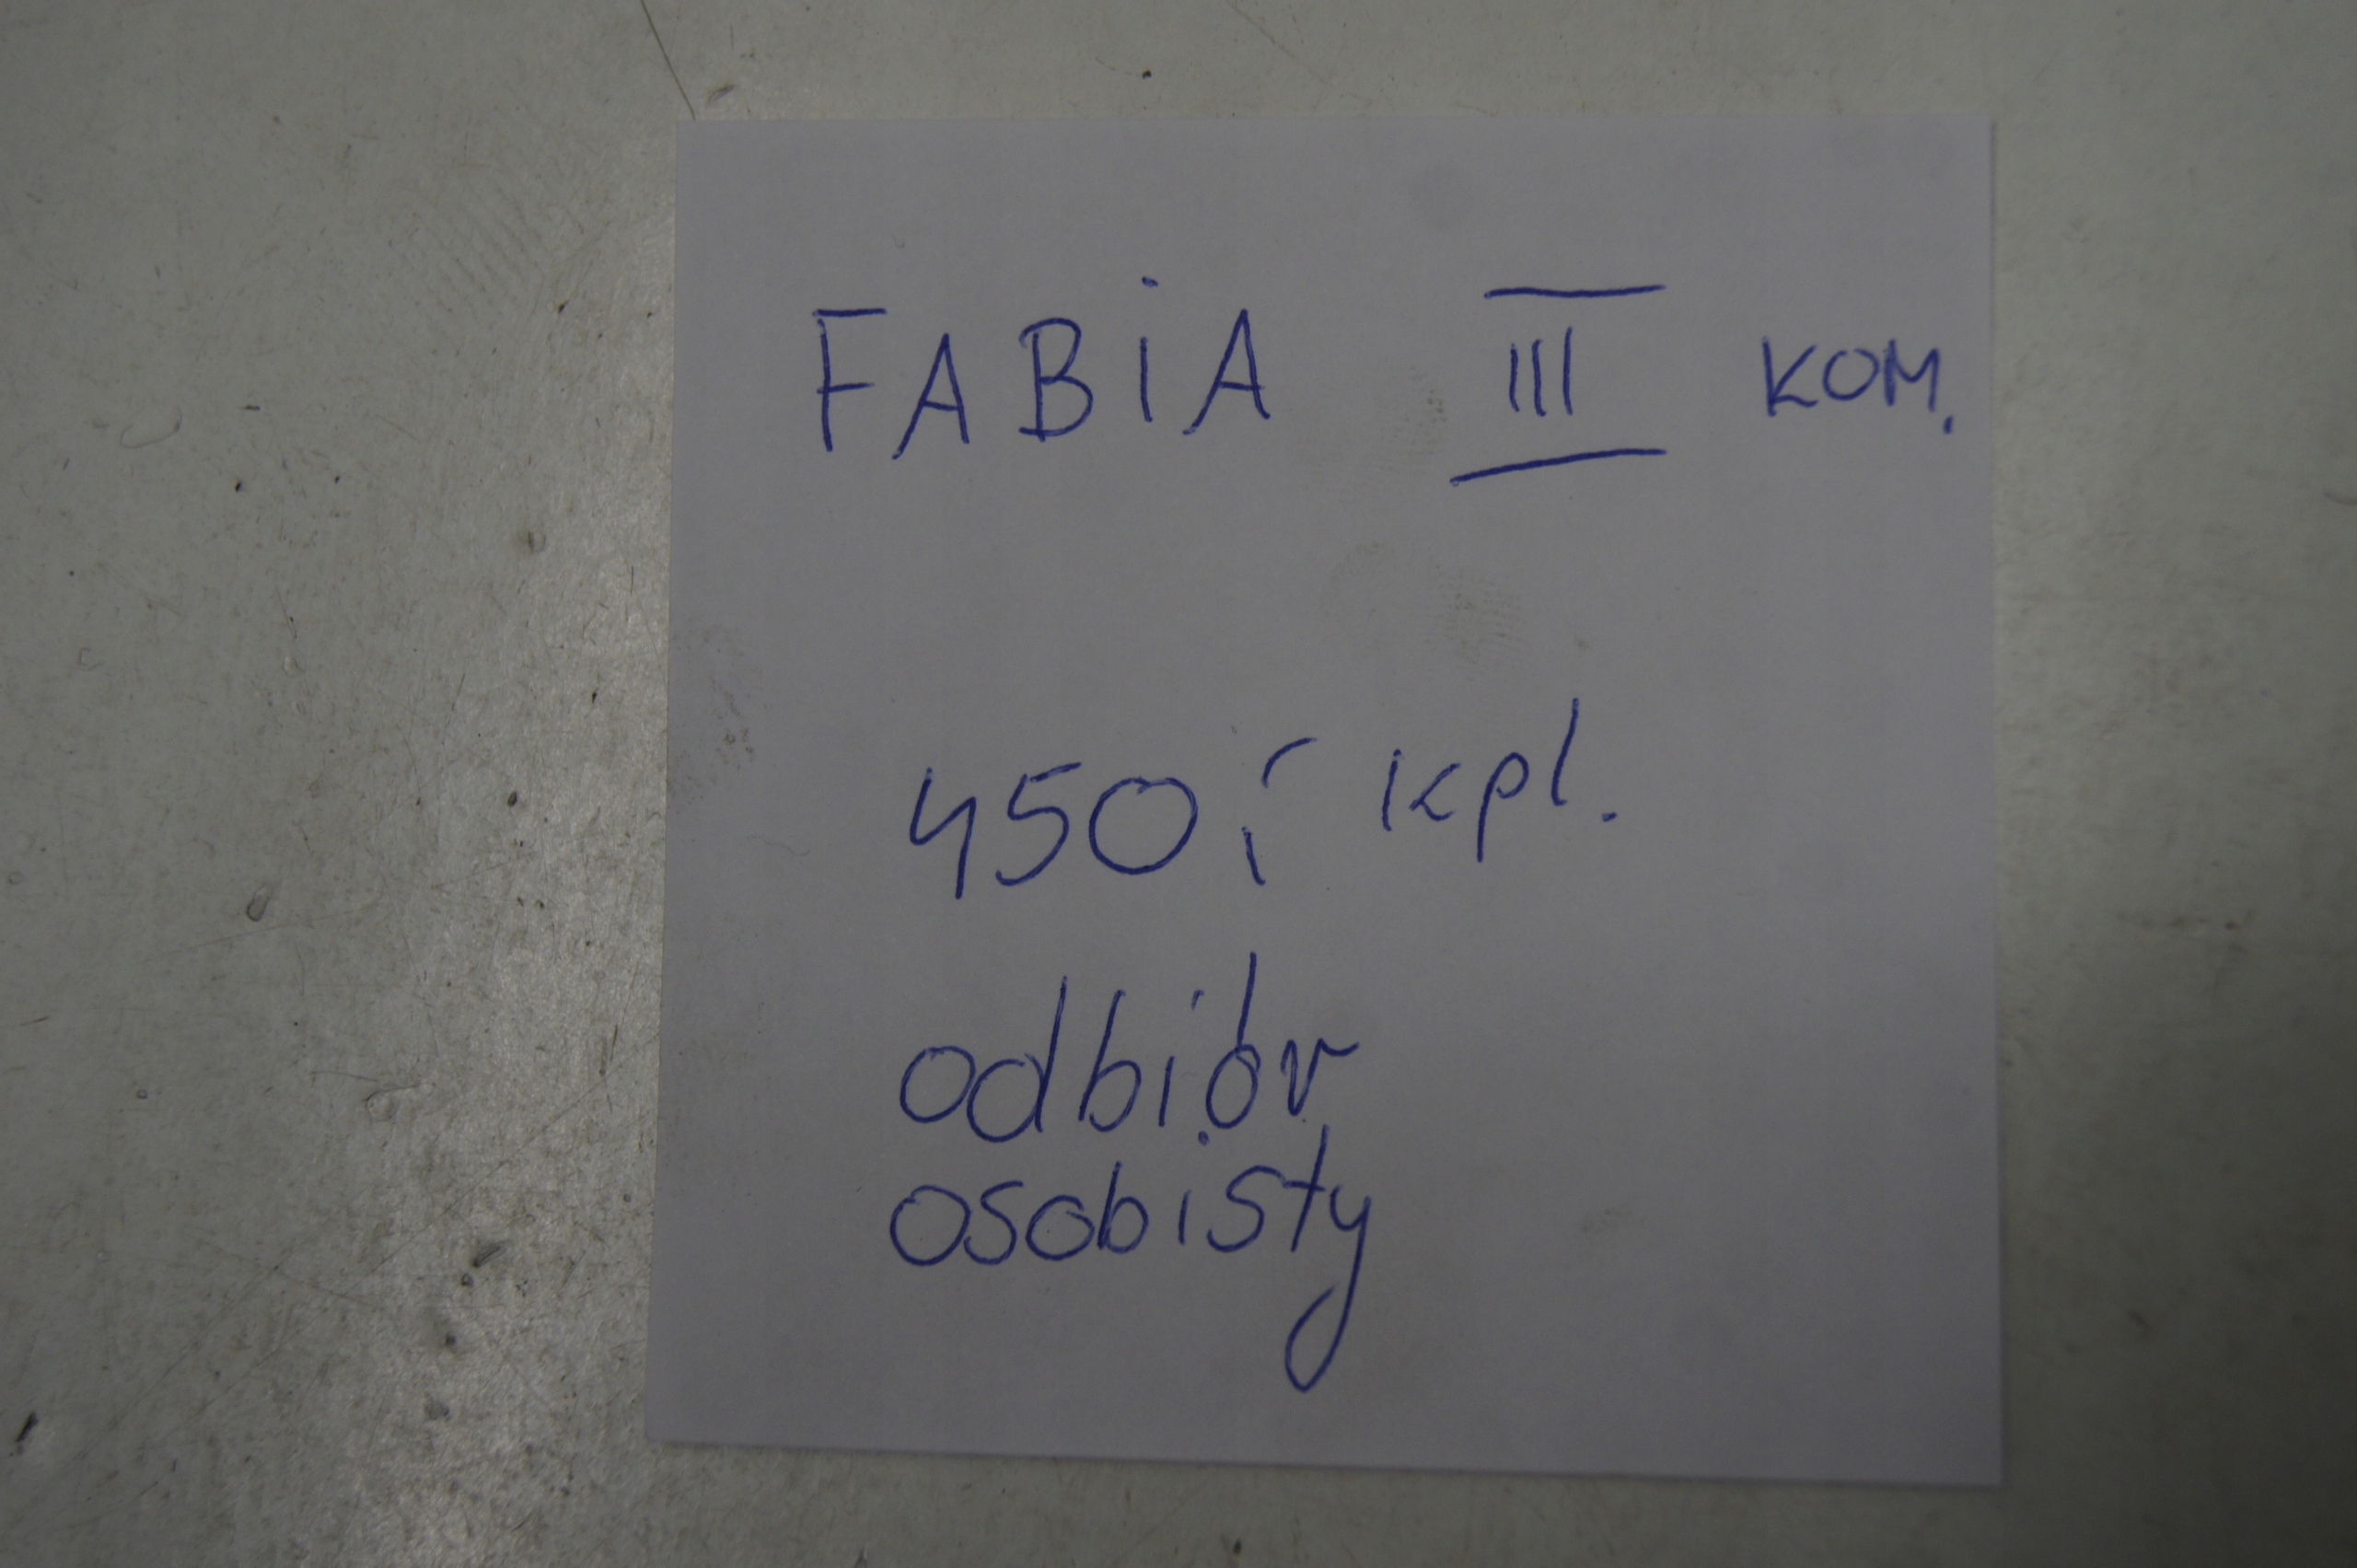 FABiA III KOM.
450,- kpl.
odbiór
osobisty